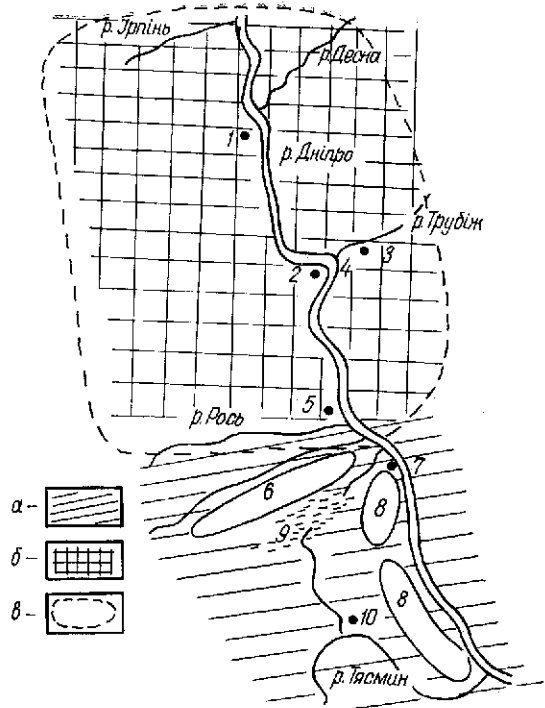 р. Ірпінь
р. Десна
1
р. Дніпро
р. Трубіж
2
4
3
5
р. Рось
7
6
8
9
8
10
р. Тясмин
а –
б –
в –